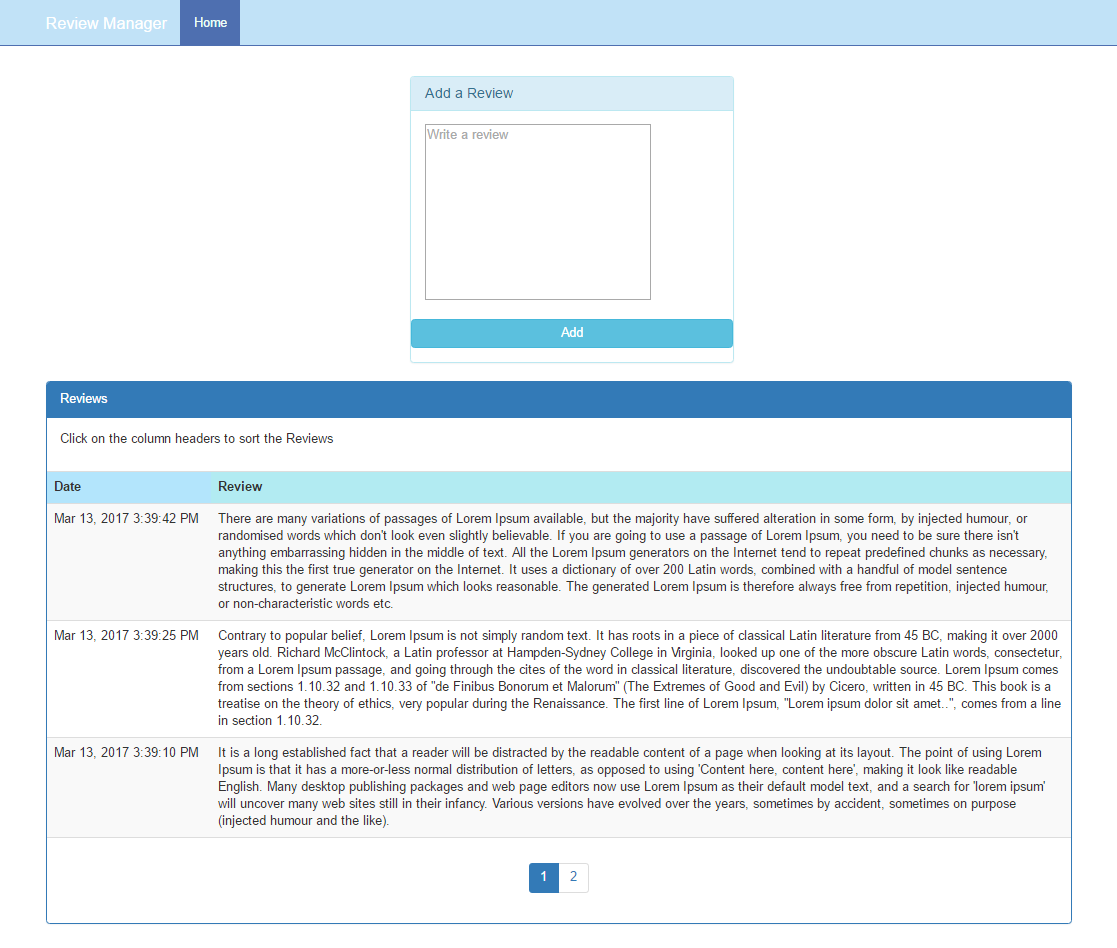 Review Manager Home
Add a Review
Write a review
Add
Reviews
Click on the column headers to sort the Reviews
Date Review
Mar 13, 2017 3:39:42 PM There are many variations of passages of Lorem Ipsum available, but the majority have suffered alteration in some form, by injected humour, or
randomised words which don't look even slightly believable. If you are going to use a passage of Lorem Ipsum, you need to be sure there isn't
anything embarrassing hidden in the middle of text. All the Lorem Ipsum generators on the Internet tend to repeat predefined chunks as necessary,
making this the first true generator on the Internet. It uses a dictionary of over 200 Latin words, combined with a handful of model sentence
structures, to generate Lorem Ipsum which looks reasonable. The generated Lorem Ipsum is therefore always free from repetition, injected humour,
or non-characteristic words etc.
Mar 13, 2017 3:39:25 PM Contrary to popular belief, Lorem Ipsum is not simply random text. It has roots in a piece of classical Latin literature from 45 BC, making it over 2000
years old. Richard McClintock, a Latin professor at Hampden-Sydney College in Virginia, looked up one of the more obscure Latin words, consectetur,
from a Lorem Ipsum passage, and going through the cites of the word in classical literature, discovered the undoubtable source. Lorem Ipsum comes
from sections 1.10.32 and 1.10.33 of "de Finibus Bonorum et Malorum" (The Extremes of Good and Evil) by Cicero, written in 45 BC. This book is a
treatise on the theory of ethics, very popular during the Renaissance. The first line of Lorem Ipsum, "Lorem ipsum dolor sit amet..", comes from a line
in section 1.10.32.
Mar 13, 2017 3:39:10 PM It is a long established fact that a reader will be distracted by the readable content of a page when looking at its layout. The point of using Lorem
Ipsum is that it has a more-or-less normal distribution of letters, as opposed to using 'Content here, content here', making it look like readable
English. Many desktop publishing packages and web page editors now use Lorem Ipsum as their default model text, and a search for 'lorem ipsum'
will uncover many web sites still in their infancy. Various versions have evolved over the years, sometimes by accident, sometimes on purpose
(injected humour and the like).
1 2